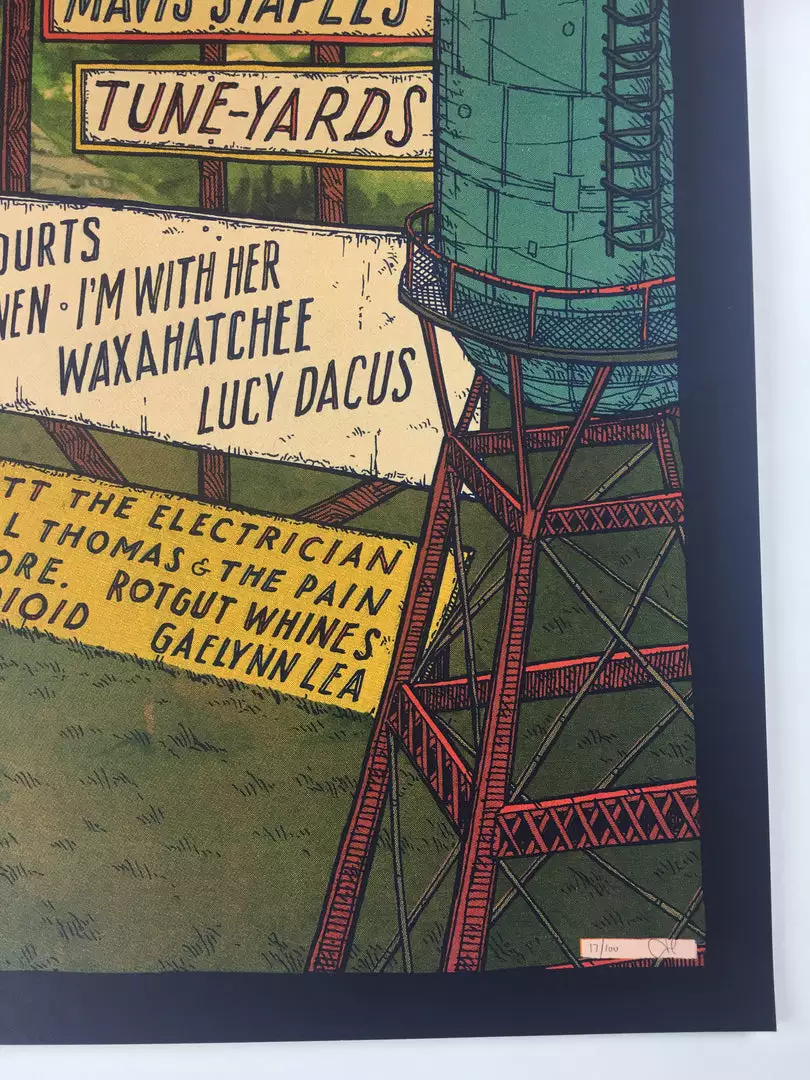 MAVIS STAPLES
TUNE-YARDS
OURTS
NEN • I'M WITH HER
WAXAHATCHEE
LUCY DACUS
TT THE ELECTRICIAN
L THOMAS & THE PAIN
ORE. ROTGUT WHINES
DIOID GAELYNN LEA
17/100